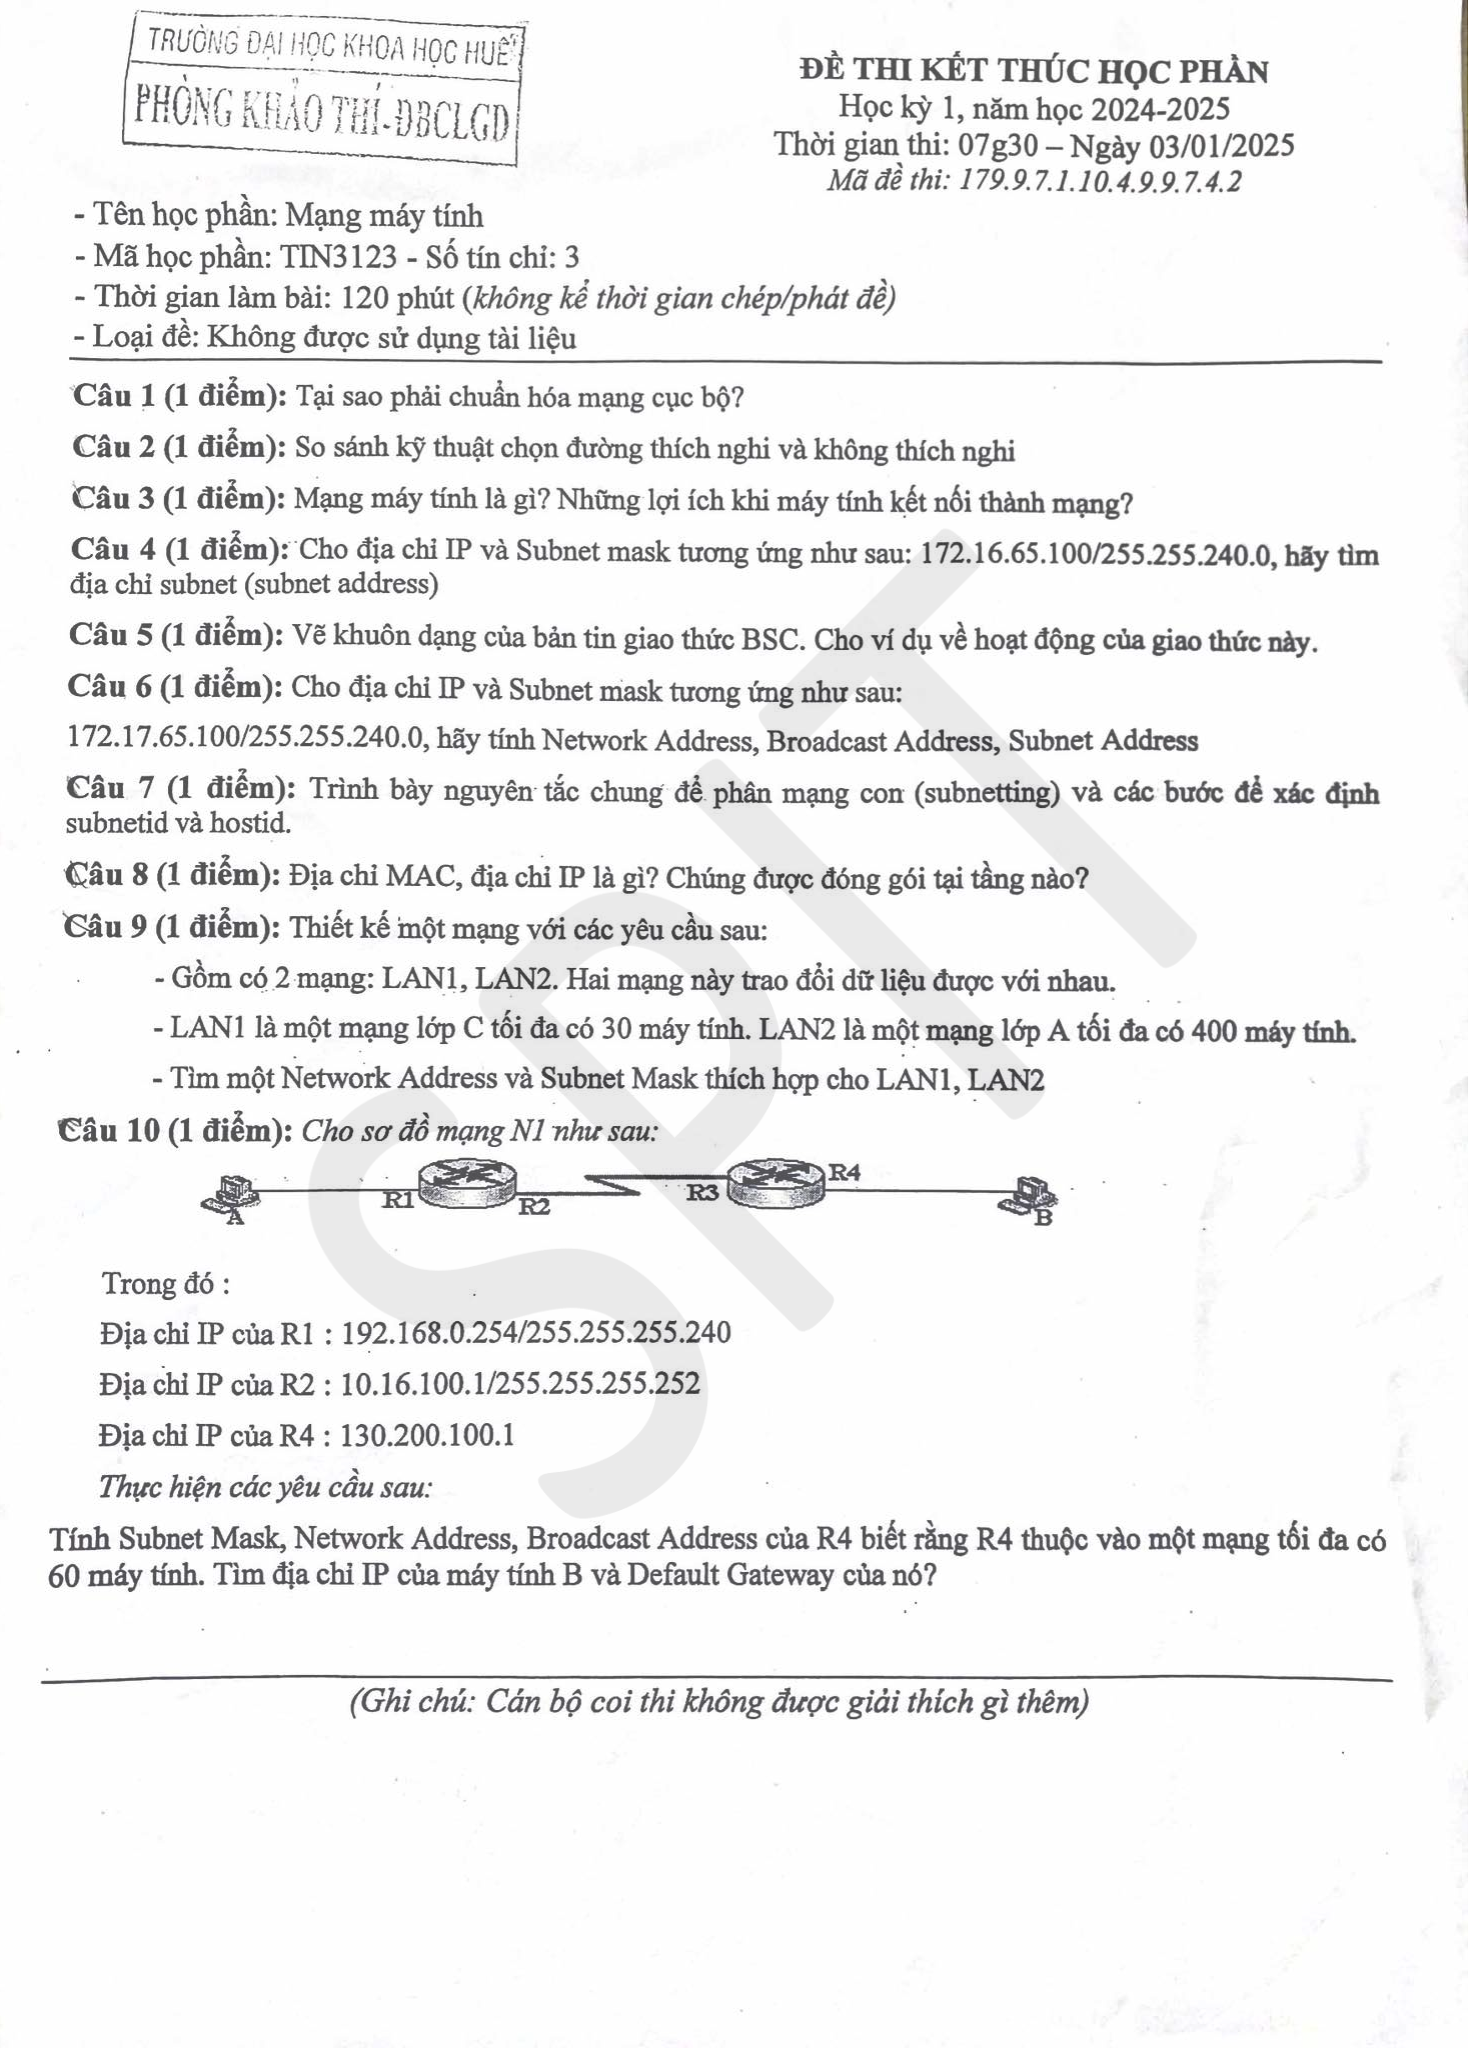 TRƯỜNG ĐẠI HỌC KHOA HỌC HUẾ
PHÒNG KHẢO THÍ-ĐBCLGD
ĐỀ THI KẾT THÚC HỌC PHẦN
Học kỳ 1, năm học 2024-2025
Thời gian thi: 07g30 – Ngày 03/01/2025
Mã đề thi: 179.9.7.1.10.4.9.9.7.4.2
- Tên học phần: Mạng máy tính
- Mã học phần: TIN3123 - Số tín chỉ: 3
- Thời gian làm bài: 120 phút (không kể thời gian chép/phát đề)
- Loại đề: Không được sử dụng tài liệu
Câu 1 (1 điểm): Tại sao phải chuẩn hóa mạng cục bộ?
Câu 2 (1 điểm): So sánh kỹ thuật chọn đường thích nghi và không thích nghi
Câu 3 (1 điểm): Mạng máy tính là gì? Những lợi ích khi máy tính kết nối thành mạng?
Câu 4 (1 điểm): Cho địa chỉ IP và Subnet mask tương ứng như sau: 172.16.65.100/255.255.240.0, hãy tìm
địa chỉ subnet (subnet address)
Câu 5 (1 điểm): Vẽ khuôn dạng của bản tin giao thức BSC. Cho ví dụ về hoạt động của giao thức này.
Câu 6 (1 điểm): Cho địa chỉ IP và Subnet mask tương ứng như sau:
172.17.65.100/255.255.240.0, hãy tính Network Address, Broadcast Address, Subnet Address
Câu 7 (1 điểm): Trình bày nguyên tắc chung để phân mạng con (subnetting) và các bước để xác định
subnetid và hostid.
Câu 8 (1 điểm): Địa chỉ MAC, địa chỉ IP là gì? Chúng được đóng gói tại tầng nào?
Câu 9 (1 điểm): Thiết kế một mạng với các yêu cầu sau:
- Gồm có 2 mạng: LAN1, LAN2. Hai mạng này trao đổi dữ liệu được với nhau.
- LAN1 là một mạng lớp C tối đa có 30 máy tính. LAN2 là một mạng lớp A tối đa có 400 máy tính.
- Tìm một Network Address và Subnet Mask thích hợp cho LAN1, LAN2
Câu 10 (1 điểm): Cho sơ đồ mạng N1 như sau:
A R1 R2 R3 R4 B
Trong đó :
Địa chỉ IP của R1 : 192.168.0.254/255.255.255.240
Địa chỉ IP của R2 : 10.16.100.1/255.255.255.252
Địa chỉ IP của R4 : 130.200.100.1
Thực hiện các yêu cầu sau:
Tính Subnet Mask, Network Address, Broadcast Address của R4 biết rằng R4 thuộc vào một mạng tối đa có
60 máy tính. Tìm địa chỉ IP của máy tính B và Default Gateway của nó?
(Ghi chú: Cán bộ coi thi không được giải thích gì thêm)
SPIT